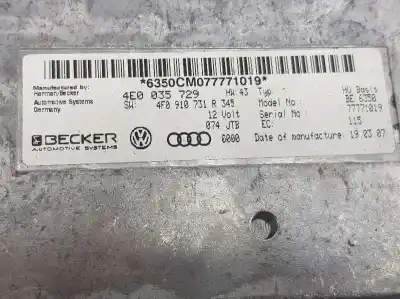 *6350CM077771019*
Manufactured by:
Harman/Becker
Automotive Systems
Germany
4E0 035 729 HW 43 Typ HU Basis
SW: 4F0 910 731 R 345 Model No: BE 6350
12 Volt Serial No: 77771019
074 JTB EC: 115
0000 Date of manufacture: 19 03 07
BECKER
AUTOMOTIVE SYSTEMS